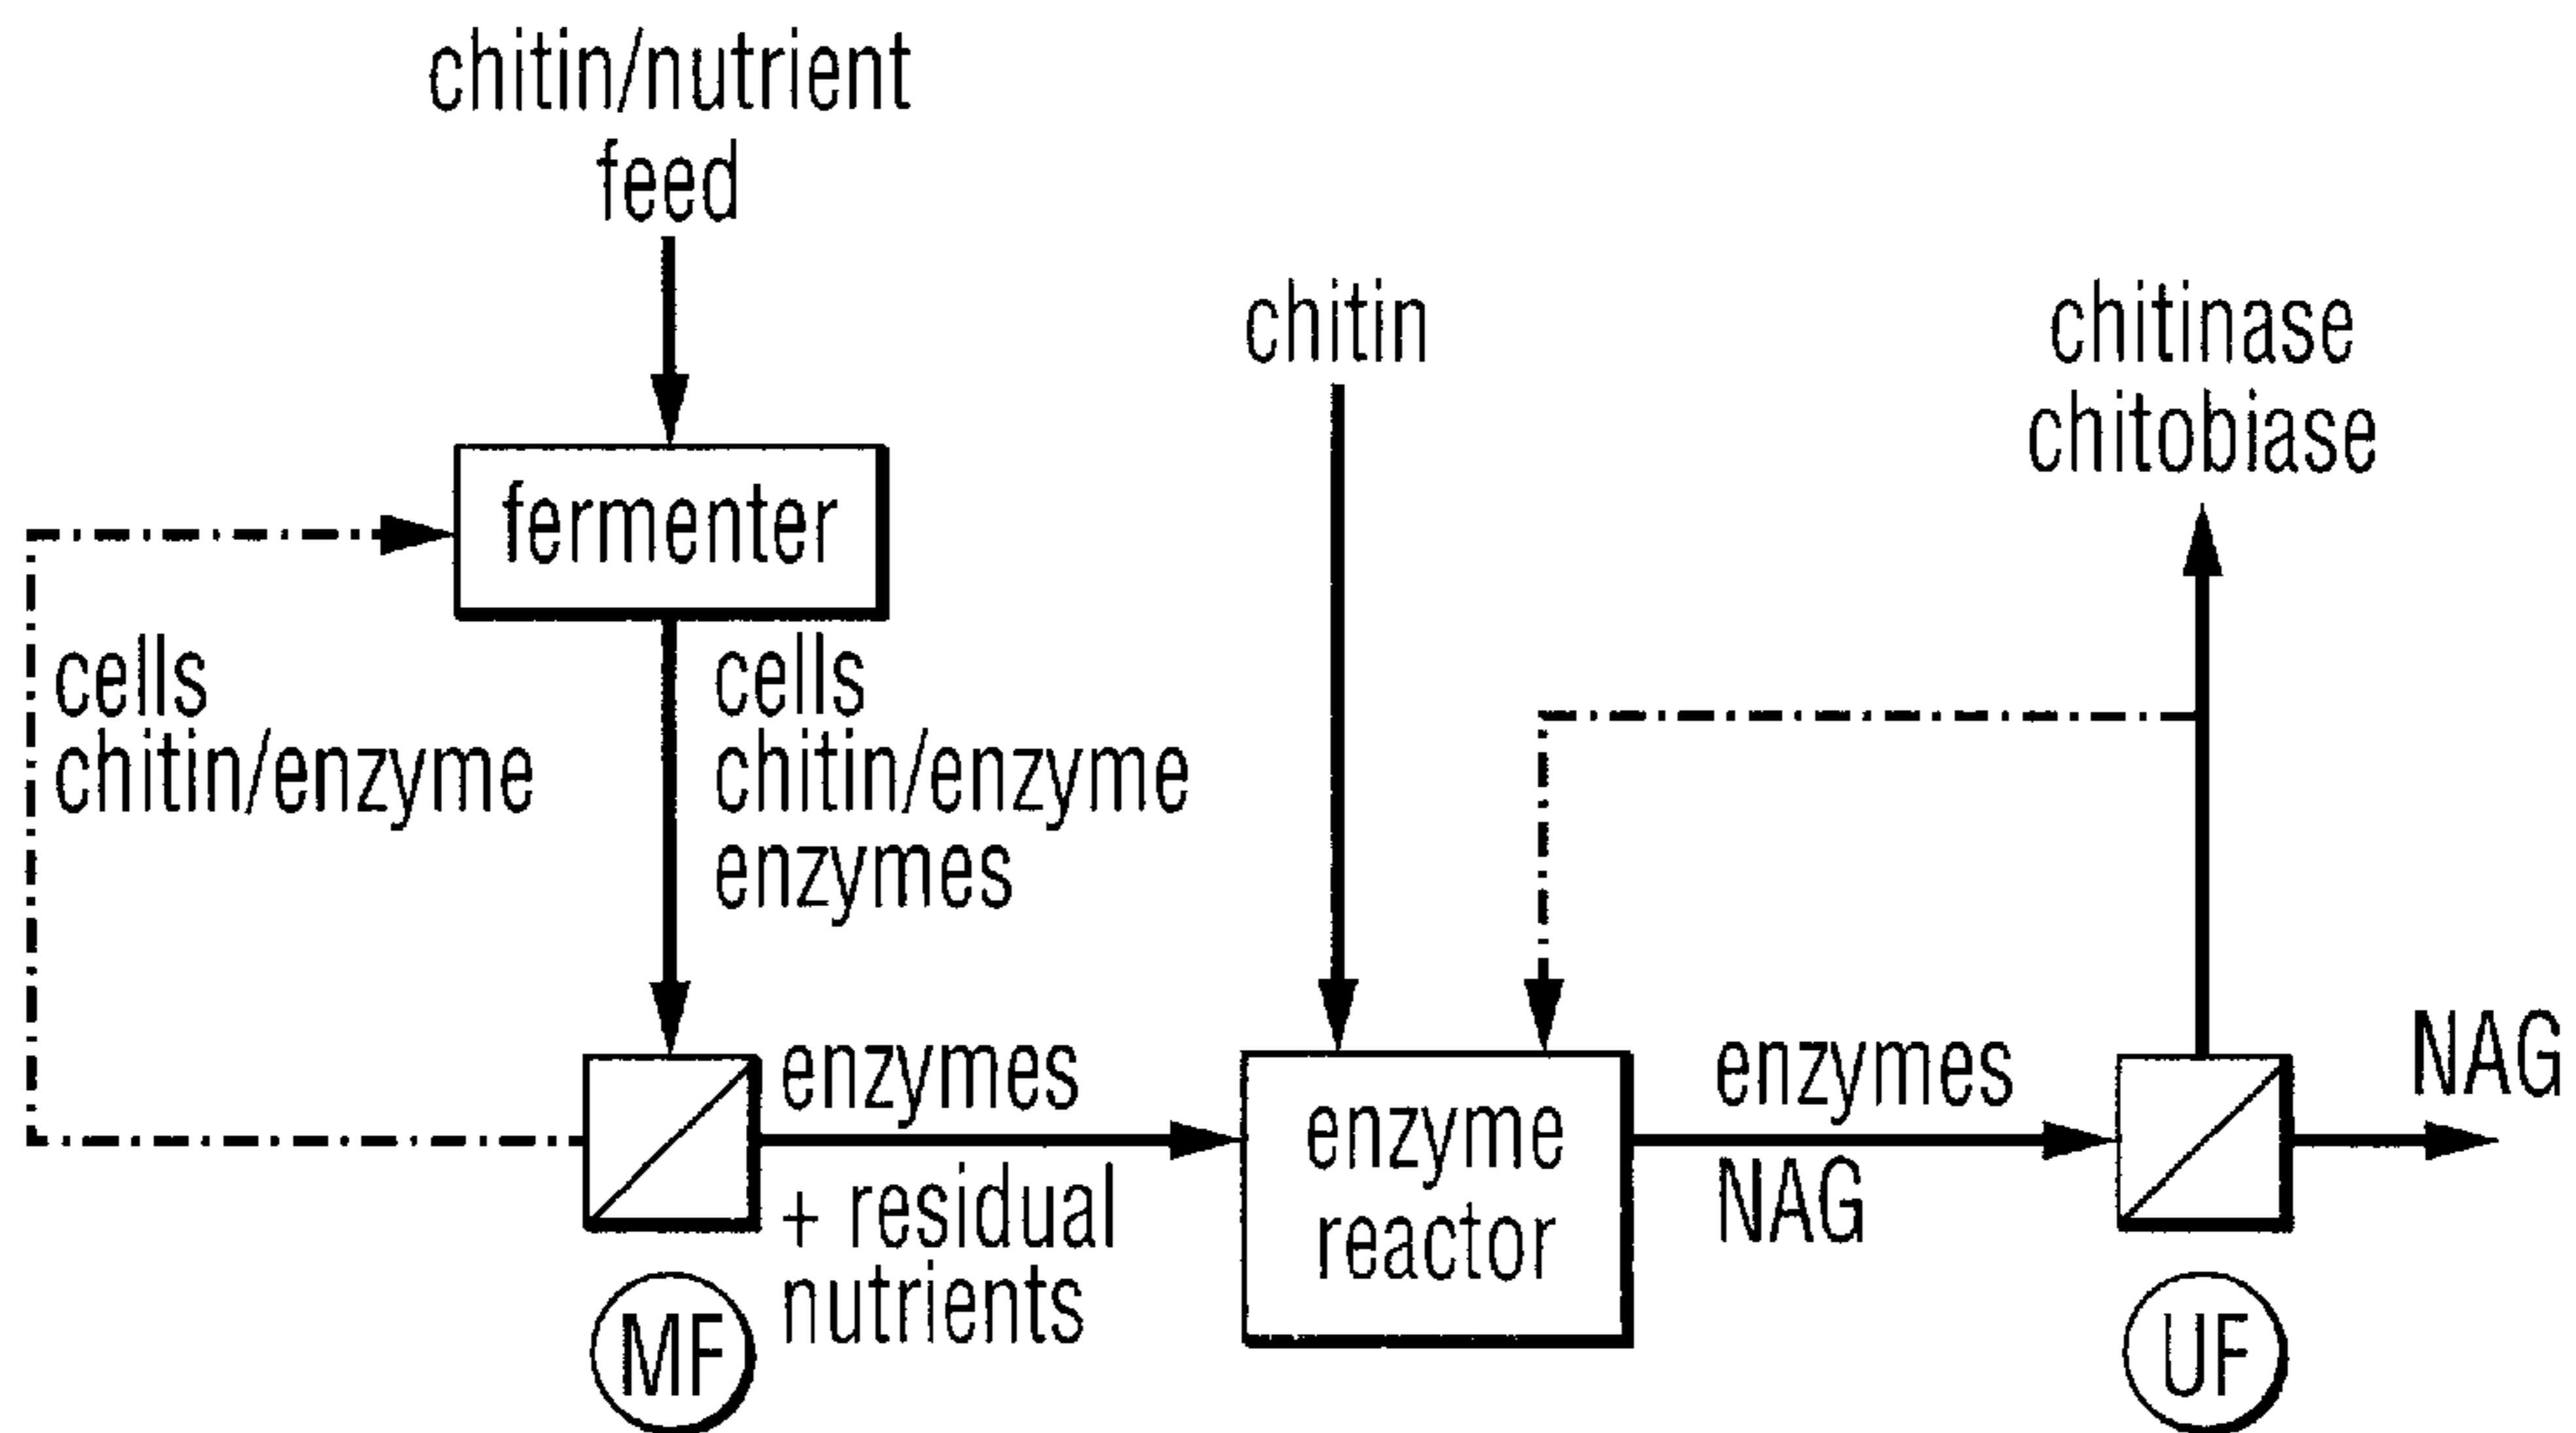 chitin/nutrient
feed
chitin
chitinase
chitobiase
fermenter
cells
chitin/enzyme
cells
chitin/enzyme
enzymes
enzymes
+ residual
nutrients
enzyme
reactor
enzymes
NAG
NAG
MF
UF